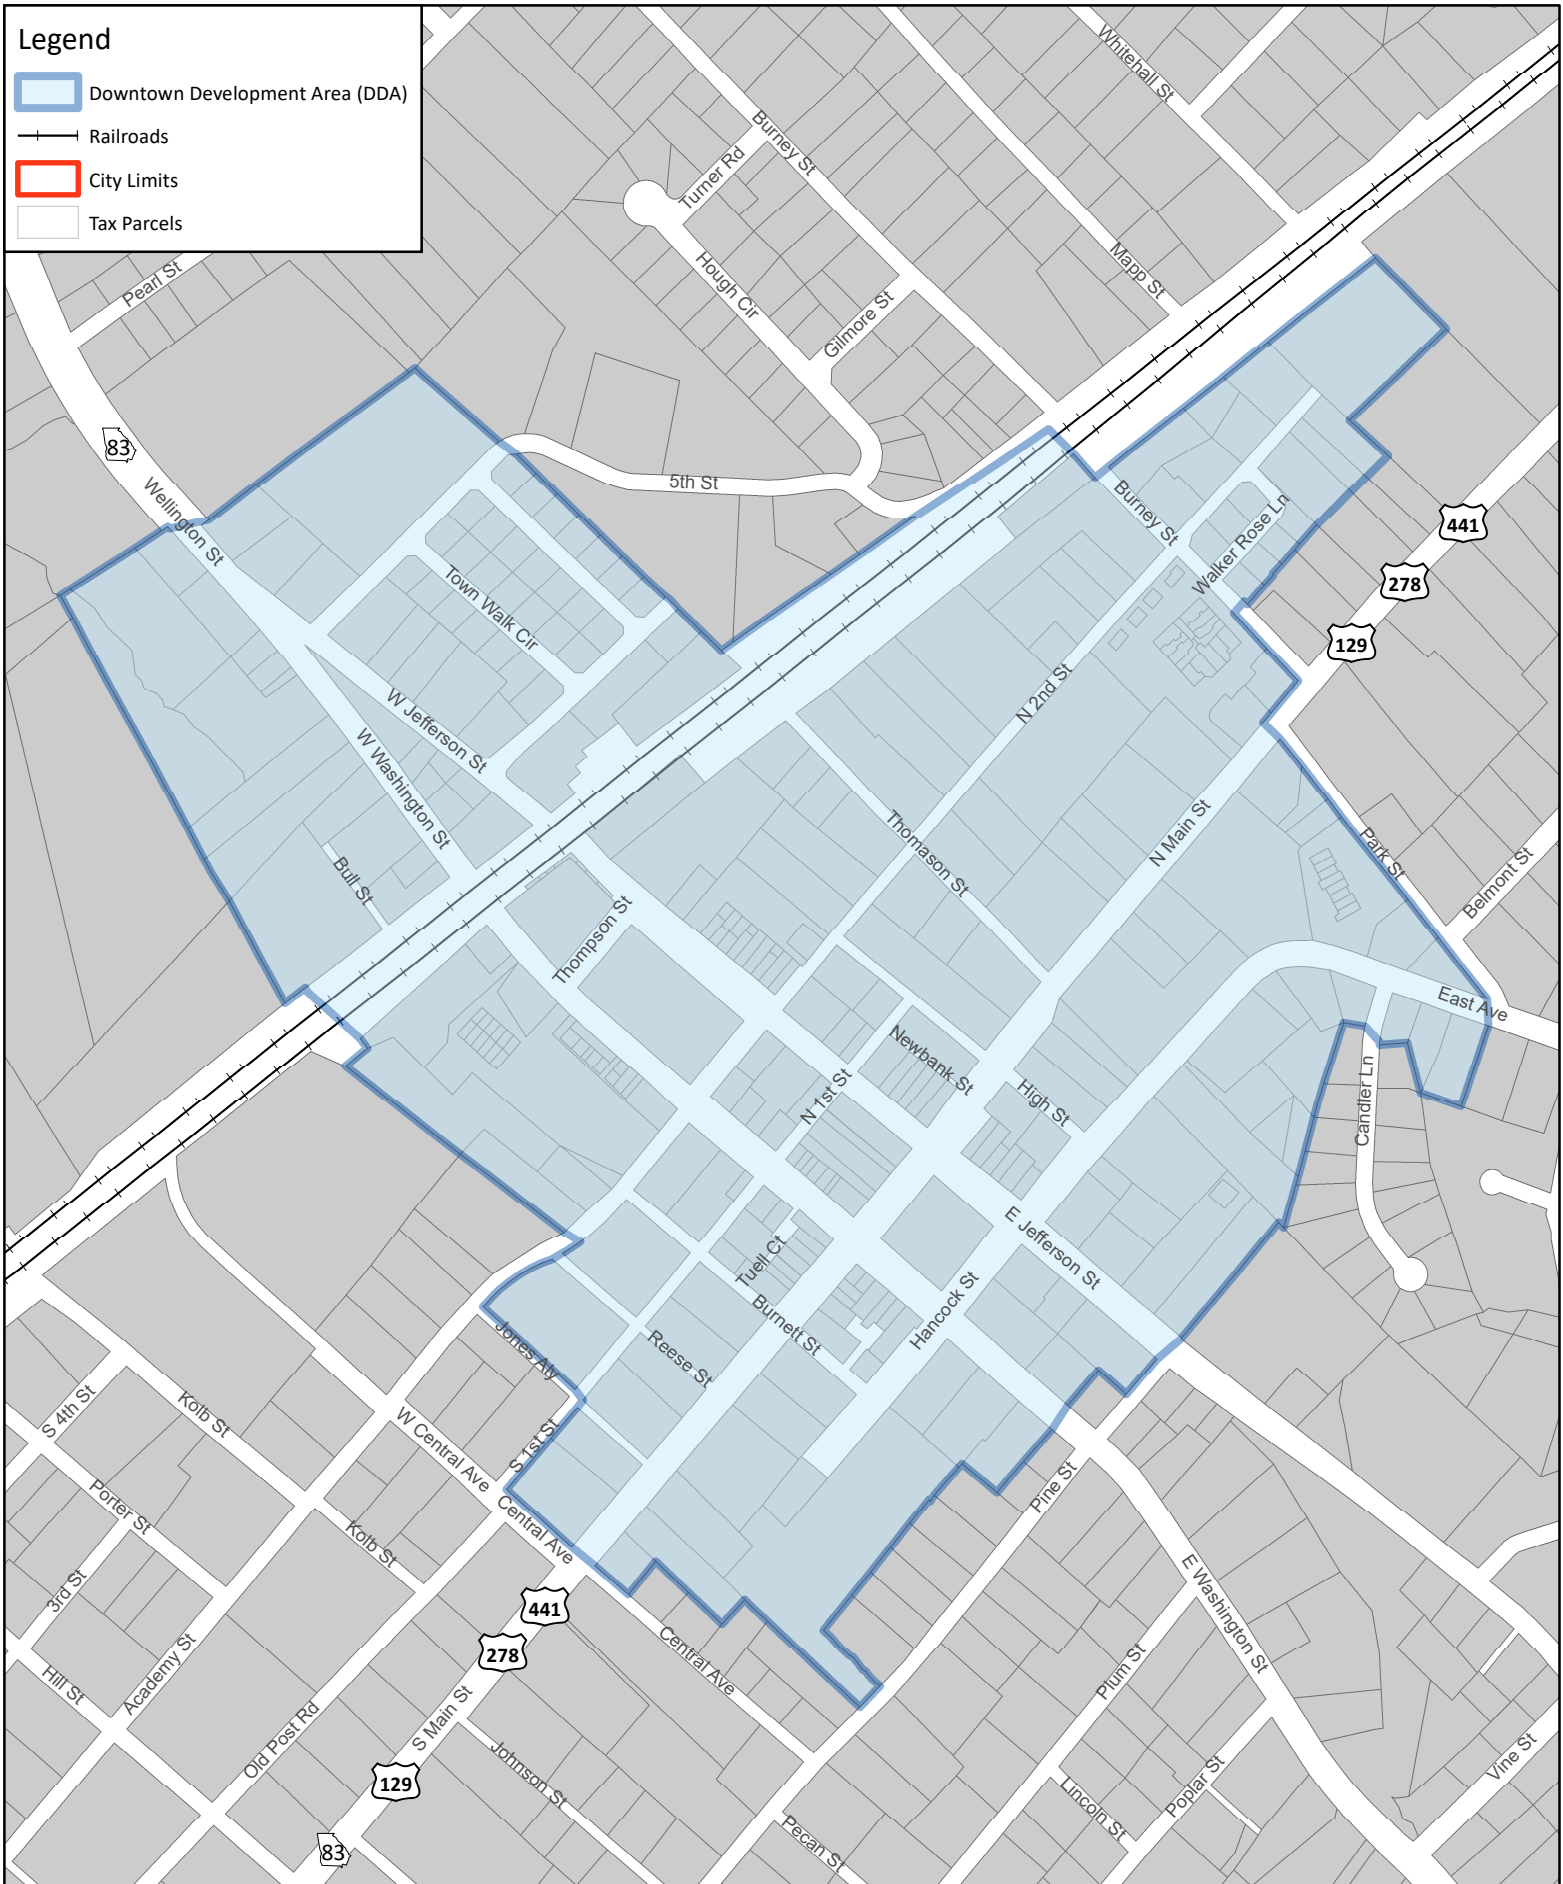 Legend
Downtown Development Area (DDA)
Railroads
City Limits
Tax Parcels
Whitehall St
Burney St
Turner Rd
Mapp St
Pearl St
Hough Cir
Gilmore St
83
5th St
Wellington St
Burney St
Walker Rose Ln
441
278
129
Town Walk Cir
N 2nd St
W Jefferson St
W Washington St
Thomason St
N Main St
Park St
Belmont St
Bull St
Thompson St
East Ave
Newbank St
N 1st St
High St
Candler Ln
E Jefferson St
Tuell Ct
Burnett St
Hancock St
Reese St
Jones Aly
S 4th St
Kolb St
W Central Ave
S 1st St
Central Ave
Pine St
Porter St
Kolb St
3rd St
441
278
E Washington St
Central Ave
Plum St
Hill St
Academy St
Old Post Rd
S Main St
129
Johnson St
Vine St
Poplar St
Lincoln St
Pecan St
83